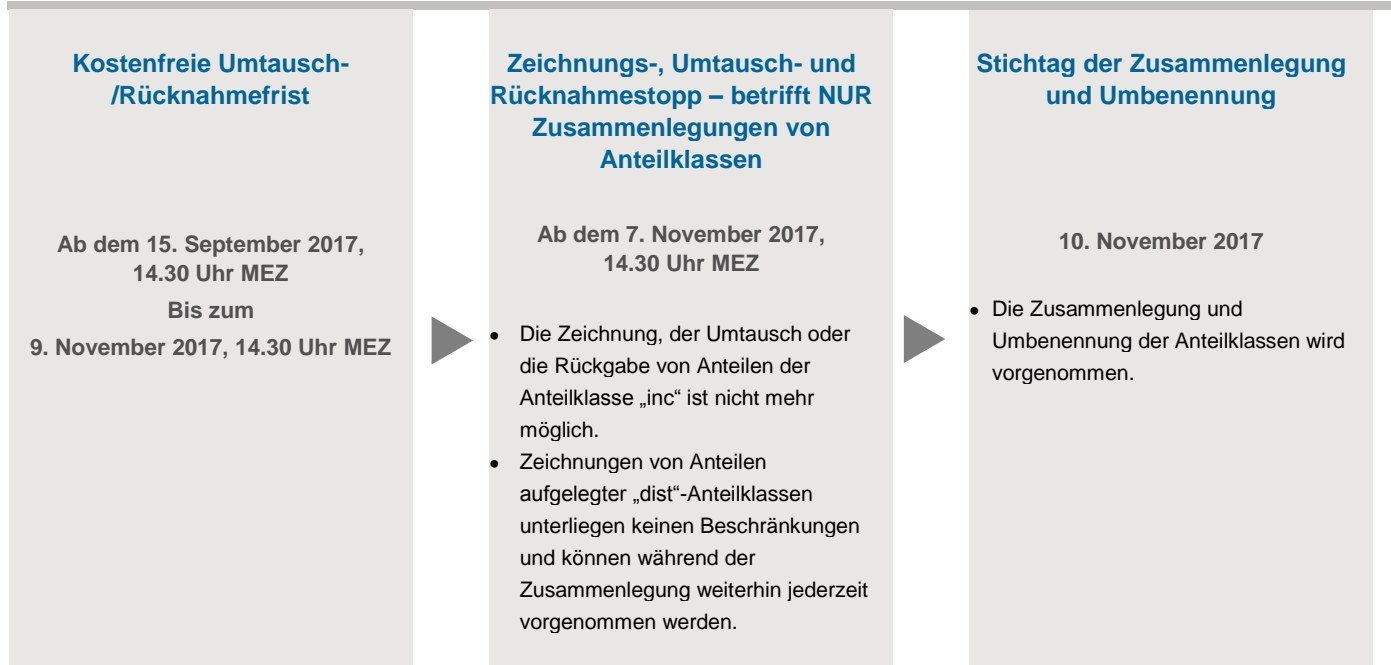 Kostenfreie Umtausch-
/Rücknahmefrist
Ab dem 15. September 2017,
14.30 Uhr MEZ
Bis zum
9. November 2017, 14.30 Uhr MEZ
Zeichnungs-, Umtausch- und
Rücknahmestopp – betrifft NUR
Zusammenlegungen von
Anteilklassen
Ab dem 7. November 2017,
14.30 Uhr MEZ
• Die Zeichnung, der Umtausch oder
die Rückgabe von Anteilen der
Anteilklasse „inc“ ist nicht mehr
möglich.
• Zeichnungen von Anteilen
aufgelegter „dist“-Anteilklassen
unterliegen keinen Beschränkungen
und können während der
Zusammenlegung weiterhin jederzeit
vorgenommen werden.
Stichtag der Zusammenlegung
und Umbenennung
10. November 2017
• Die Zusammenlegung und
Umbenennung der Anteilklassen wird
vorgenommen.